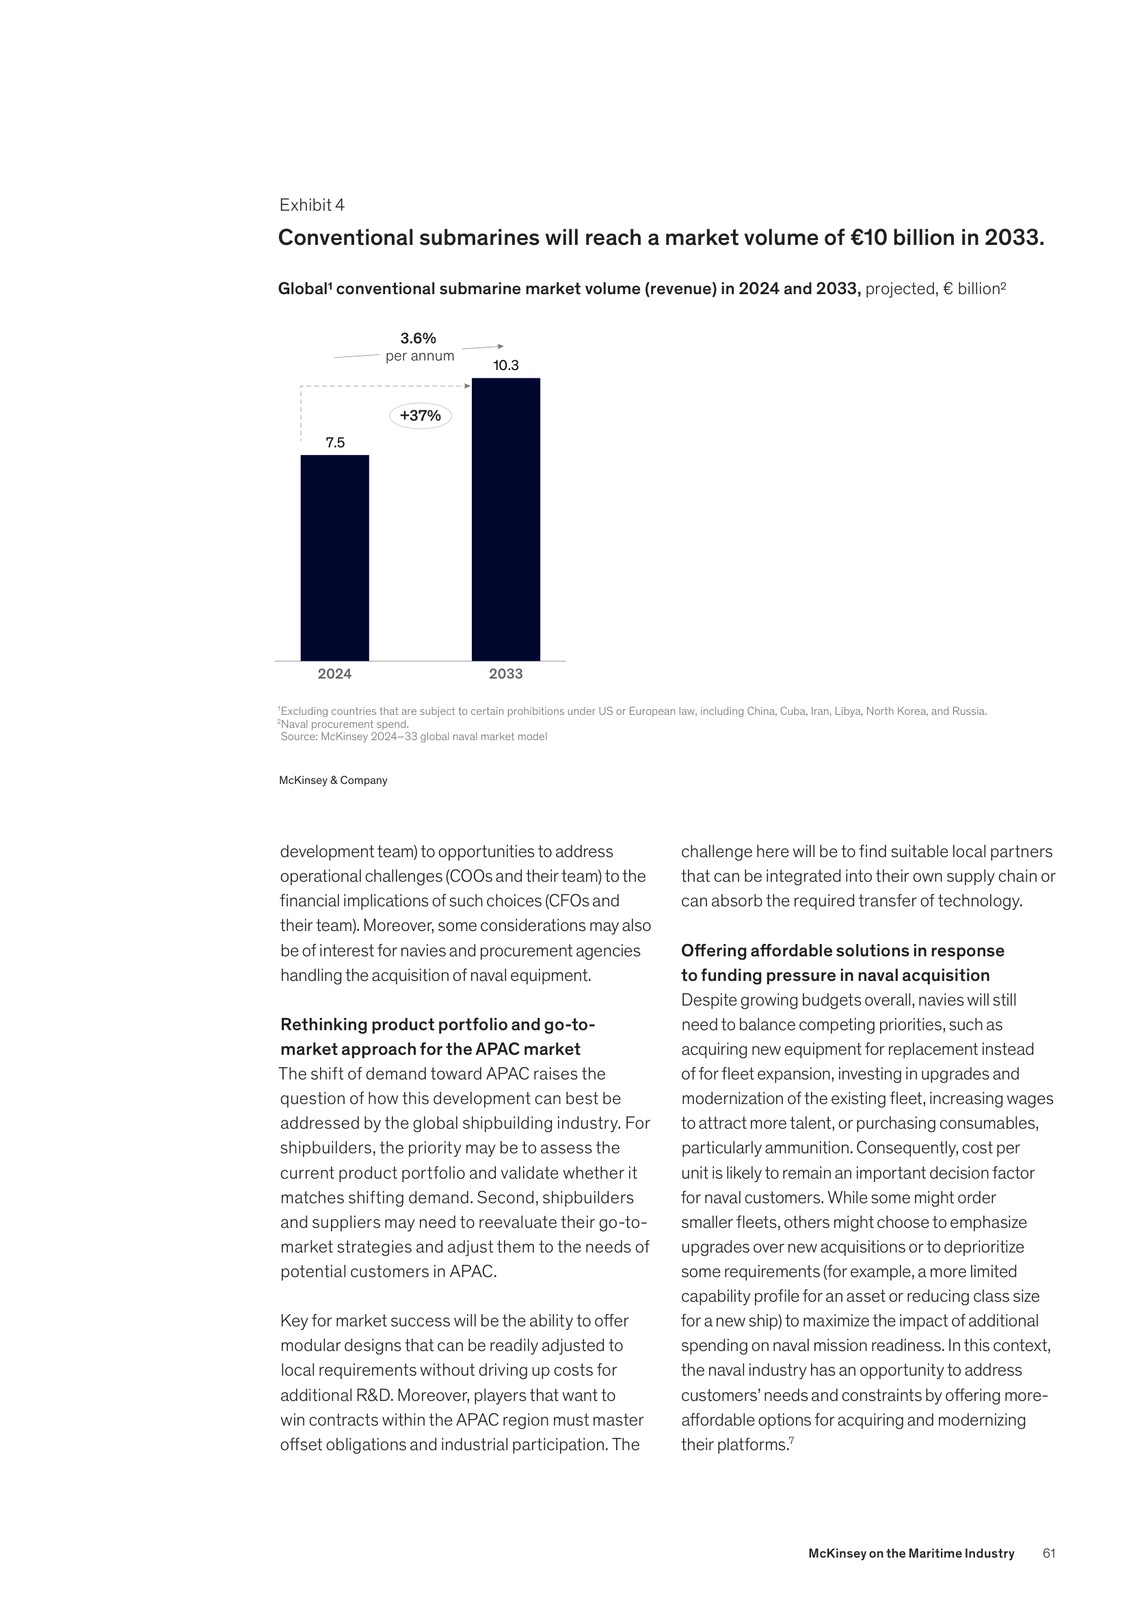 Exhibit 4
Conventional submarines will reach a market volume of €10 billion in 2033.
Global¹ conventional submarine market volume (revenue) in 2024 and 2033, projected, € billion²
3.6%
per annum
10.3
+37%
7.5
2024
2033
¹Excluding countries that are subject to certain prohibitions under US or European law, including China, Cuba, Iran, Libya, North Korea, and Russia.
²Naval procurement spend.
Source: McKinsey 2024–33 global naval market model
McKinsey & Company
development team) to opportunities to address
operational challenges (COOs and their team) to the
financial implications of such choices (CFOs and
their team). Moreover, some considerations may also
be of interest for navies and procurement agencies
handling the acquisition of naval equipment.
Rethinking product portfolio and go-to-
market approach for the APAC market
The shift of demand toward APAC raises the
question of how this development can best be
addressed by the global shipbuilding industry. For
shipbuilders, the priority may be to assess the
current product portfolio and validate whether it
matches shifting demand. Second, shipbuilders
and suppliers may need to reevaluate their go-to-
market strategies and adjust them to the needs of
potential customers in APAC.
Key for market success will be the ability to offer
modular designs that can be readily adjusted to
local requirements without driving up costs for
additional R&D. Moreover, players that want to
win contracts within the APAC region must master
offset obligations and industrial participation. The
challenge here will be to find suitable local partners
that can be integrated into their own supply chain or
can absorb the required transfer of technology.
Offering affordable solutions in response
to funding pressure in naval acquisition
Despite growing budgets overall, navies will still
need to balance competing priorities, such as
acquiring new equipment for replacement instead
of for fleet expansion, investing in upgrades and
modernization of the existing fleet, increasing wages
to attract more talent, or purchasing consumables,
particularly ammunition. Consequently, cost per
unit is likely to remain an important decision factor
for naval customers. While some might order
smaller fleets, others might choose to emphasize
upgrades over new acquisitions or to deprioritize
some requirements (for example, a more limited
capability profile for an asset or reducing class size
for a new ship) to maximize the impact of additional
spending on naval mission readiness. In this context,
the naval industry has an opportunity to address
customers’ needs and constraints by offering more-
affordable options for acquiring and modernizing
their platforms.⁷
McKinsey on the Maritime Industry 61